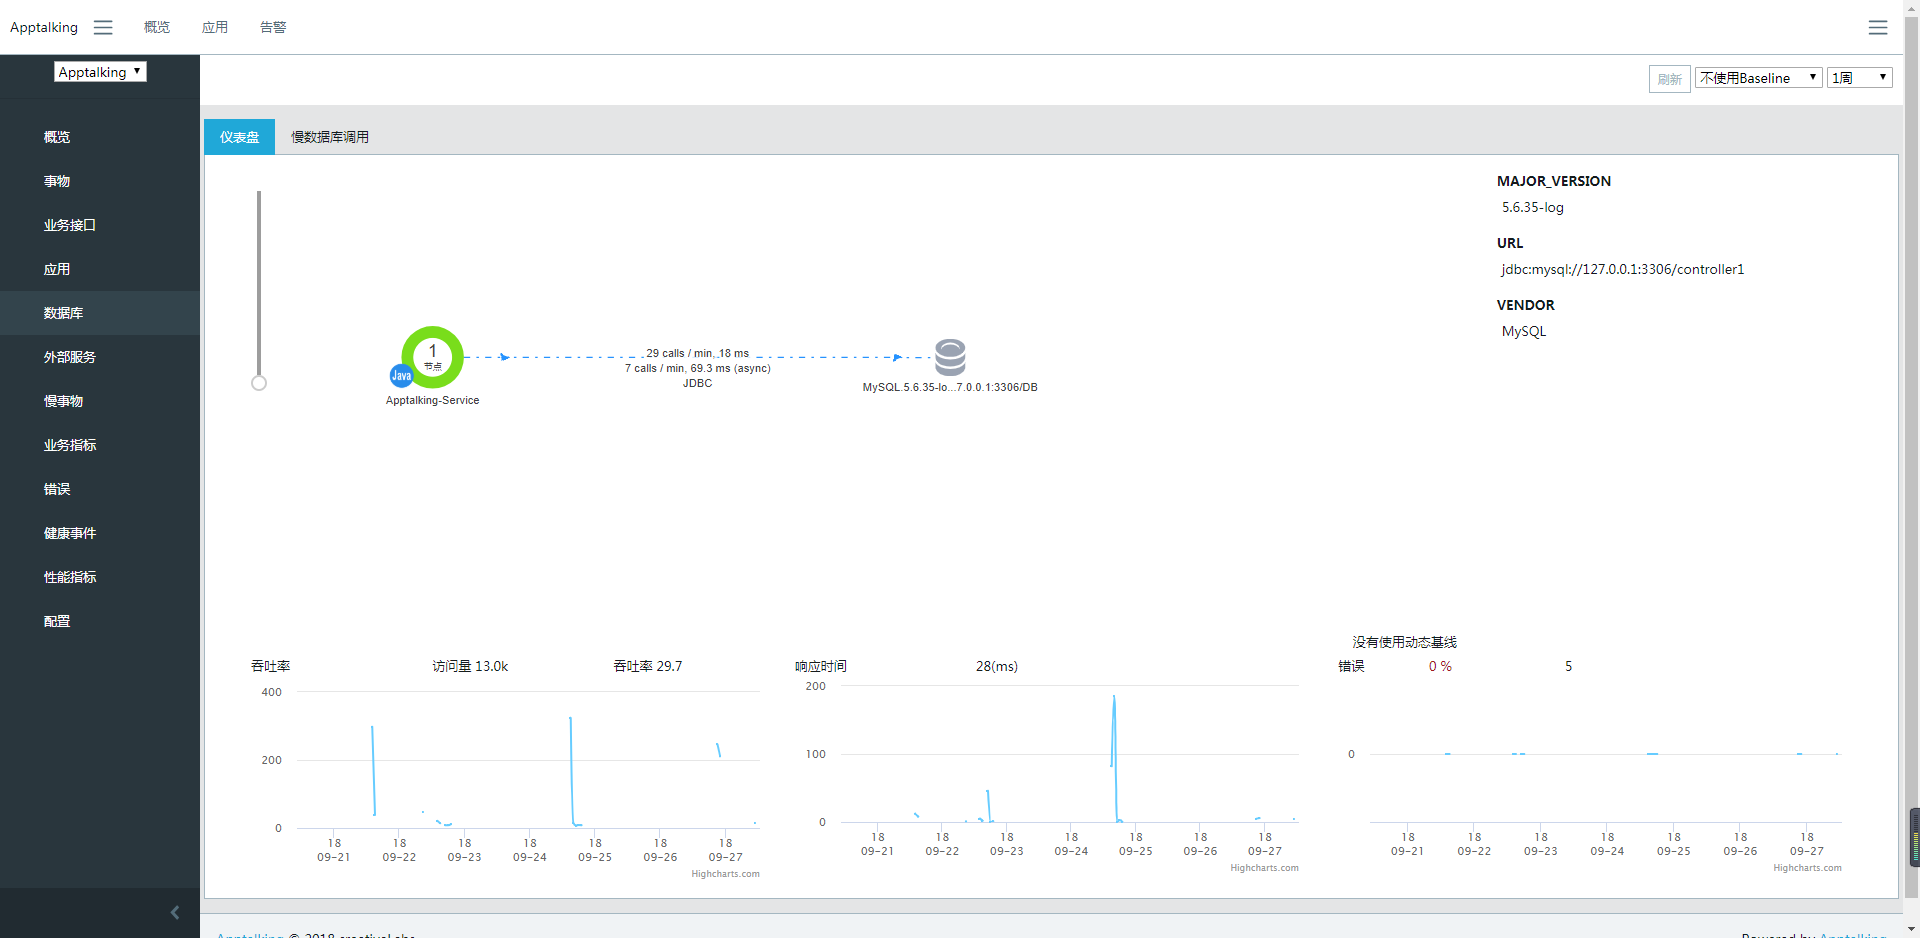 Apptalking 概览 应用 告警
Apptalking
刷新 不使用Baseline 1周
概览
事物
业务接口
应用
数据库
外部服务
慢事物
业务指标
错误
健康事件
性能指标
配置
仪表盘 慢数据库调用
MAJOR_VERSION
5.6.35-log
URL
jdbc:mysql://127.0.0.1:3306/controller1
VENDOR
MySQL
1
节点
Java
Apptalking-Service
29 calls / min, 18 ms
7 calls / min, 69.3 ms (async)
JDBC
MySQL.5.6.35-lo...7.0.0.1:3306/DB
吞吐率 访问量 13.0k 吞吐率 29.7
400
200
0
18 18 18 18 18 18 18
09-21 09-22 09-23 09-24 09-25 09-26 09-27
Highcharts.com
响应时间 28(ms)
200
100
0
18 18 18 18 18 18 18
09-21 09-22 09-23 09-24 09-25 09-26 09-27
Highcharts.com
没有使用动态基线
错误 0 % 5
0
18 18 18 18 18 18 18
09-21 09-22 09-23 09-24 09-25 09-26 09-27
Highcharts.com
Apptalking © 2018 creativeLabs
Powered by Apptalking